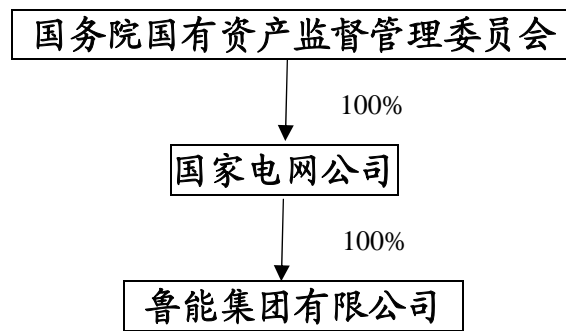 国务院国有资产监督管理委员会
100%
国家电网公司
100%
鲁能集团有限公司